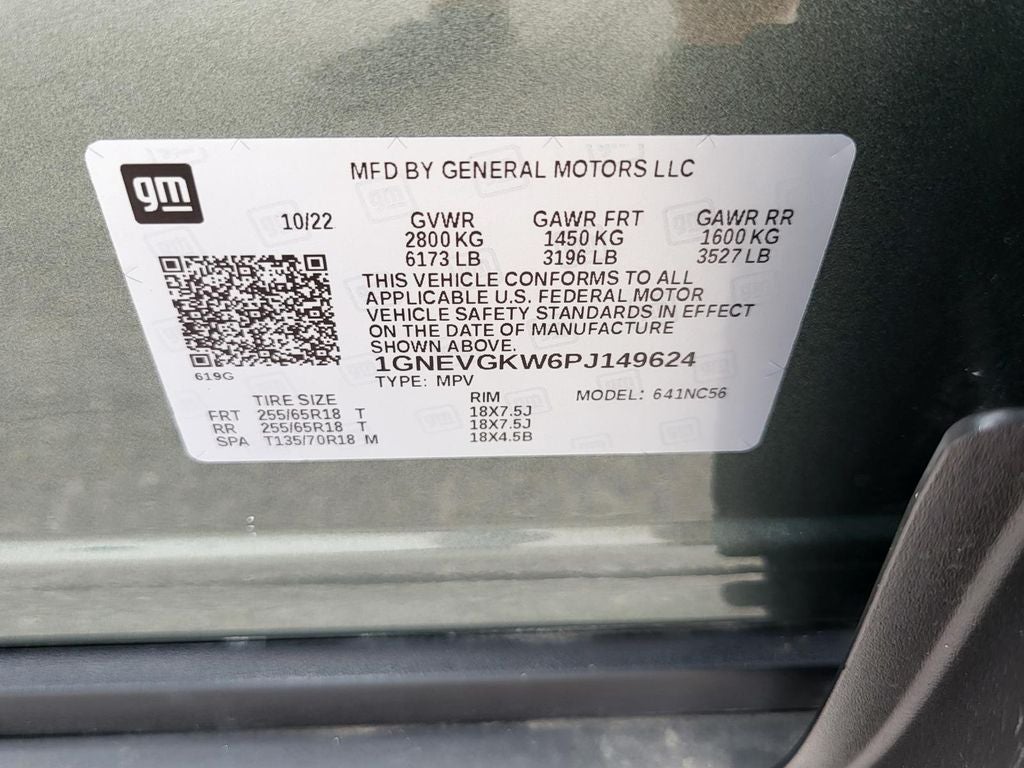 gm
MFD BY GENERAL MOTORS LLC
10/22 GVWR GAWR FRT GAWR RR
2800 KG 1450 KG 1600 KG
6173 LB 3196 LB 3527 LB
THIS VEHICLE CONFORMS TO ALL
APPLICABLE U.S. FEDERAL MOTOR
VEHICLE SAFETY STANDARDS IN EFFECT
ON THE DATE OF MANUFACTURE
SHOWN ABOVE.
619G
1GNEVGKW6PJ149624
TYPE: MPV
MODEL: 641NC56
TIRE SIZE RIM
FRT 255/65R18 T 18X7.5J
RR 255/65R18 T 18X7.5J
SPA T135/70R18 M 18X4.5B